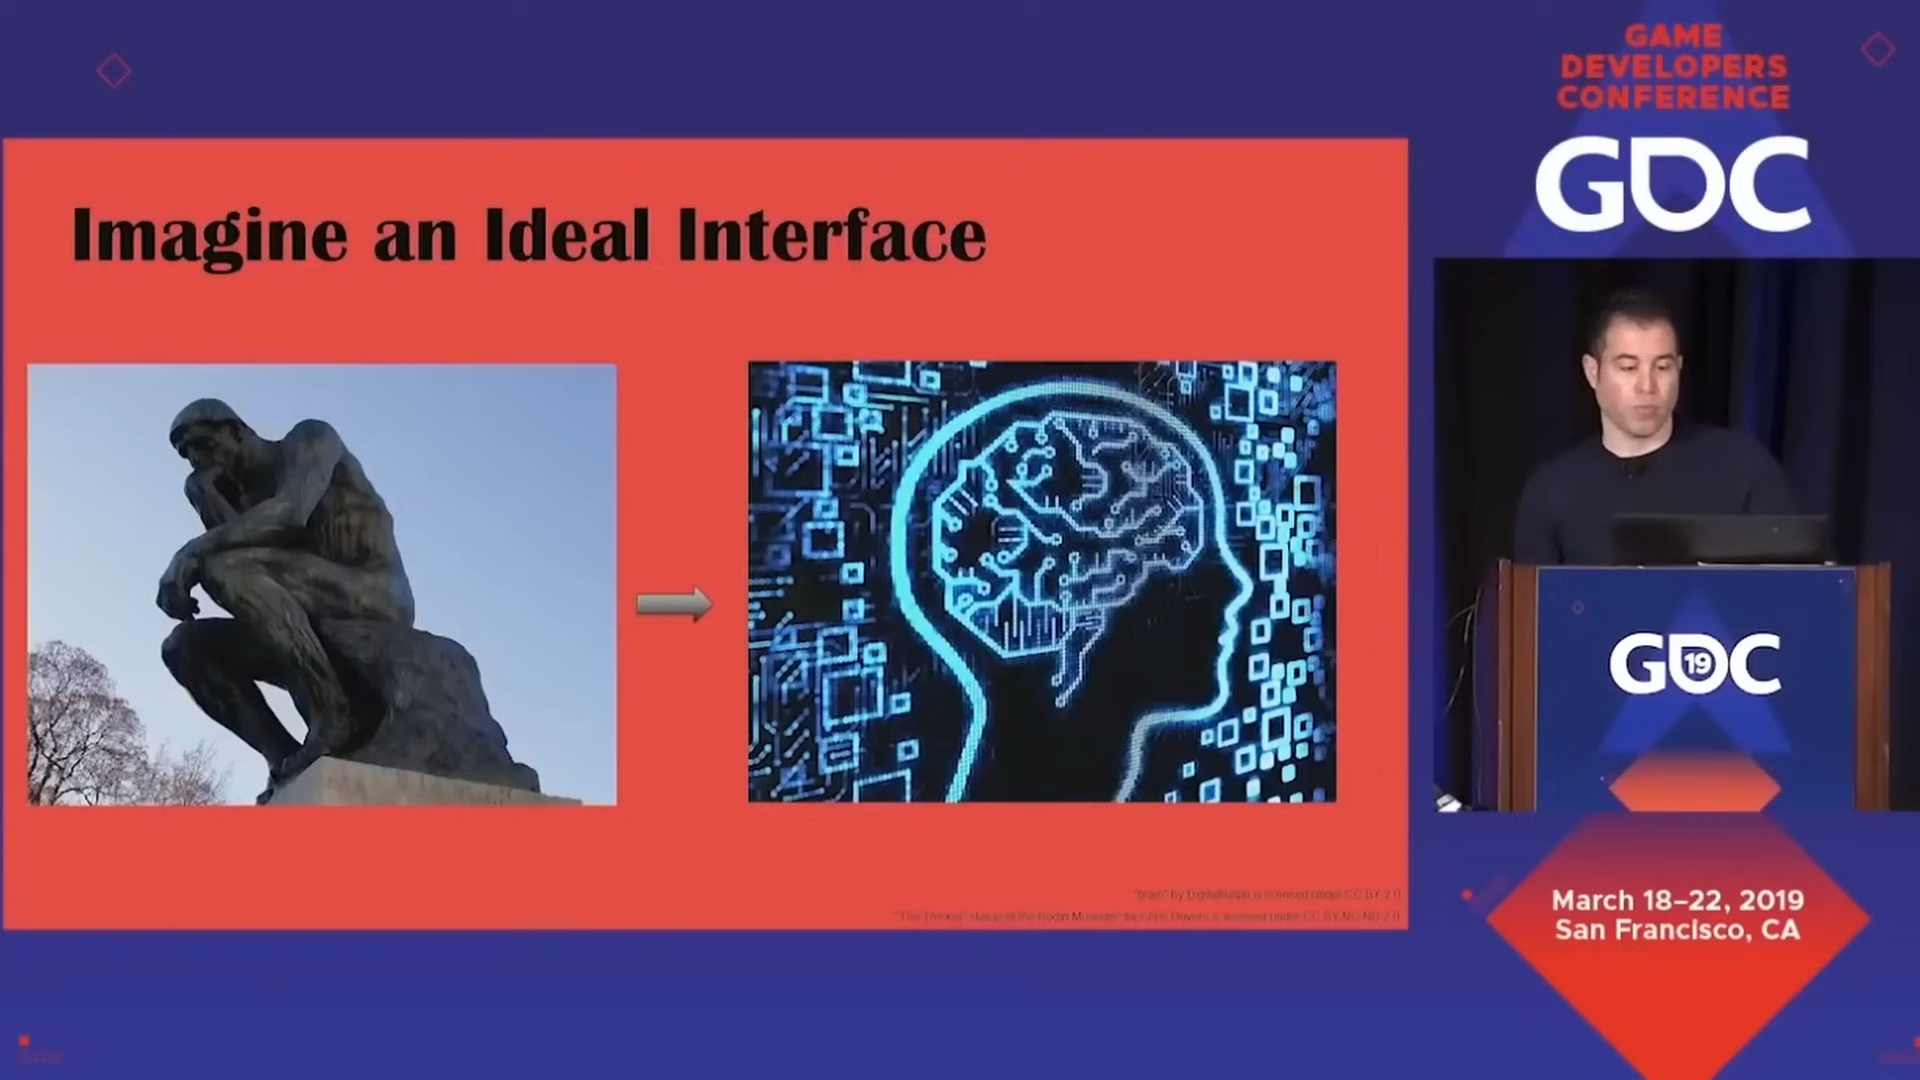 GAME
DEVELOPERS
CONFERENCE
GDC
Imagine an Ideal Interface
GDC
19
"brain" by DigitalRalph is licensed under CC BY 2.0
"The Thinker" statue at the Rodin Museum" by Chris Devers is licensed under CC BY-NC-ND 2.0
March 18–22, 2019
San Francisco, CA